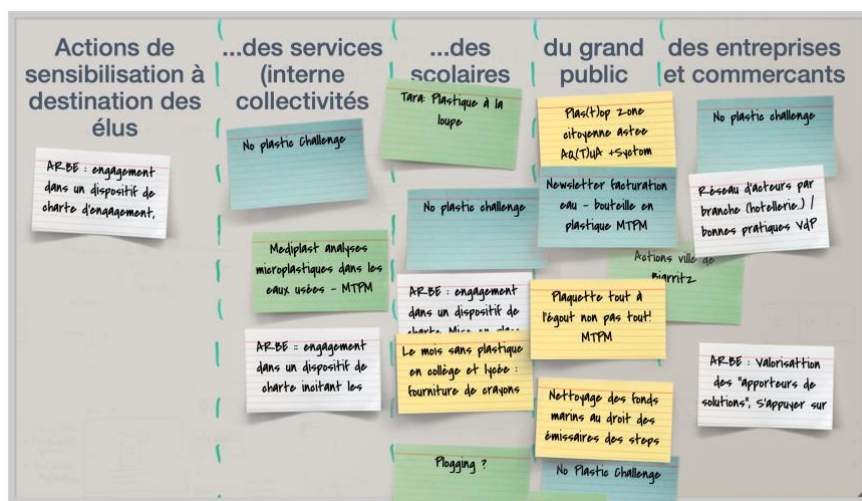 Actions de
sensibilisation à
destination des
élus
ARBE : engagement
dans un dispositif de
charte d'engagement,
...des services
(interne
collectivités
No plastic Challenge
Mediplast analyses
microplastiques dans les
eaux usées - MTPM
ARBE :: engagement
dans un dispositif de
charte incitant les
...des
scolaires
Tara: Plastique à la
loupe
No plastic challenge
ARBE : engagement
dans un dispositif de
Le mois sans plastique
en collège et lycée :
fourniture de crayons
Plogging ?
du grand
public
Plas(t)op zone
citoyenne astee
Aq(T)uA +Syctom
Newsletter facturation
eau - bouteille en
plastique MTPM
Plaquette tout à
l'égout non pas tout!
MTPM
Nettoyage des fonds
marins au droit des
émissaires des steps
No Plastic Challenge
des entreprises
et commercants
No plastic challenge
Réseau d'acteurs par
branche (hotellerie.) /
bonnes pratiques VdP
Actions ville de
Biarritz
ARBE : Valorisattion
des "apporteurs de
solutions", S'appuyer sur